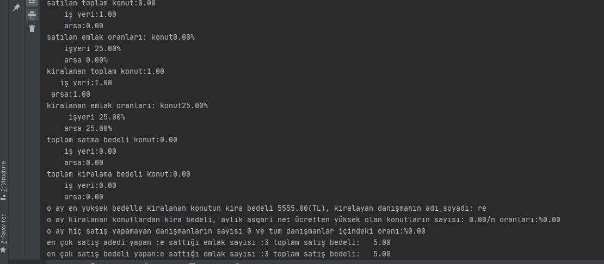 satılan toplam konut:0.00
iş yeri:1.00
arsa:0.00
satılan emlak oranları: konut0.00%
işyeri 25.00%
arsa 0.00%
kiralanan toplam konut:1.00
iş yeri:1.00
arsa:1.00
kiralanan emlak oranları: konut25.00%
işyeri 25.00%
arsa 25.00%
toplam satma bedeli konut:0.00
iş yeri:0.00
arsa:0.00
toplam kiralama bedeli konut:0.00
iş yeri:0.00
arsa:0.00
o ay en yuksek bedelle kiralanan konutun kira bedeli 5555.00(TL), kiralayan danışmanın adı soyadı: re
o ay kiralanan konutlardan kira bedeli, aylık asgari net ücretten yüksek olan konutların sayısı: 0.00/n oranları:%0.00
o ay hiç satış yapamayan danışmanların sayisi 0 ve tum danışmanlar içindeki orani:%0.00
en çok satış adedi yapan :e sattığı emlak sayısı :3 toplam satış bedeli: 5.00
en çok satış bedeli yapan:e sattığı emlak sayısı :3 toplam satış bedeli: 5.00
Structure
2: Favorites